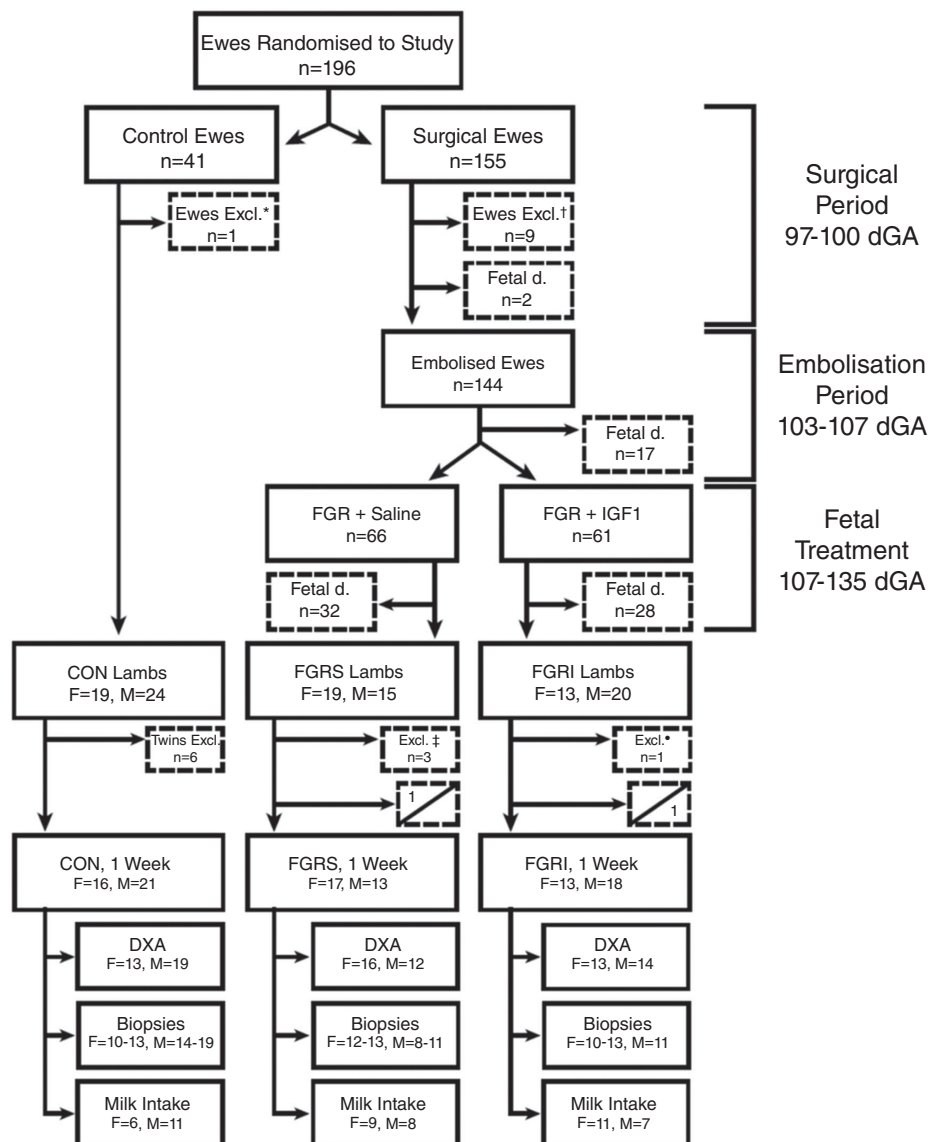 Ewes Randomised to Study
n=196
Control Ewes
n=41
Surgical Ewes
n=155
Surgical
Period
97-100 dGA
Ewes Excl.*
n=1
Ewes Excl.†
n=9
Fetal d.
n=2
Embolised Ewes
n=144
Embolisation
Period
103-107 dGA
Fetal d.
n=17
FGR + Saline
n=66
FGR + IGF1
n=61
Fetal
Treatment
107-135 dGA
Fetal d.
n=32
Fetal d.
n=28
CON Lambs
F=19, M=24
FGRS Lambs
F=19, M=15
FGRI Lambs
F=13, M=20
Twins Excl.
n=6
Excl. ‡
n=3
Excl.•
n=1
1
1
CON, 1 Week
F=16, M=21
FGRS, 1 Week
F=17, M=13
FGRI, 1 Week
F=13, M=18
DXA
F=13, M=19
DXA
F=16, M=12
DXA
F=13, M=14
Biopsies
F=10-13, M=14-19
Biopsies
F=12-13, M=8-11
Biopsies
F=10-13, M=11
Milk Intake
F=6, M=11
Milk Intake
F=9, M=8
Milk Intake
F=11, M=7